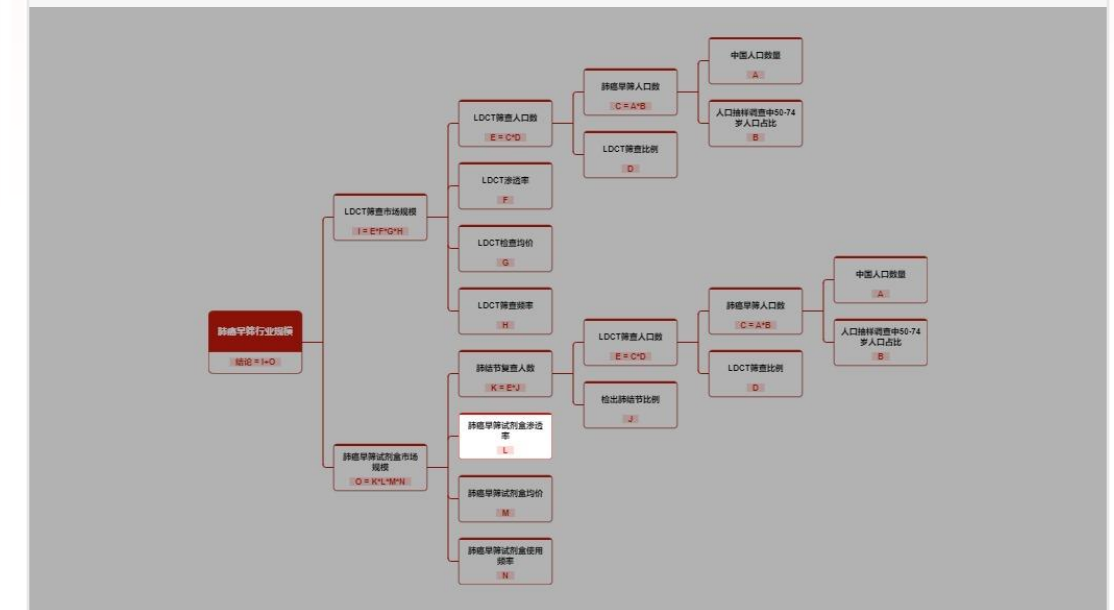 中国人口数量
A
肺癌早筛人口数
C = A*B
人口抽样调查中50-74
岁人口占比
B
LDCT筛查人口数
E = C*D
LDCT筛查比例
D
LDCT渗透率
F
LDCT筛查市场规模
I = E*F*G*H
LDCT检查均价
G
LDCT筛查频率
H
肺癌早筛行业规模
结论 = I+O
中国人口数量
A
肺癌早筛人口数
C = A*B
人口抽样调查中50-74
岁人口占比
B
LDCT筛查人口数
E = C*D
LDCT筛查比例
D
肺结节复查人数
K = E*J
检出肺结节比例
J
肺癌早筛试剂盒渗透
率
L
肺癌早筛试剂盒市场
规模
O = K*L*M*N
肺癌早筛试剂盒均价
M
肺癌早筛试剂盒使用
频率
N